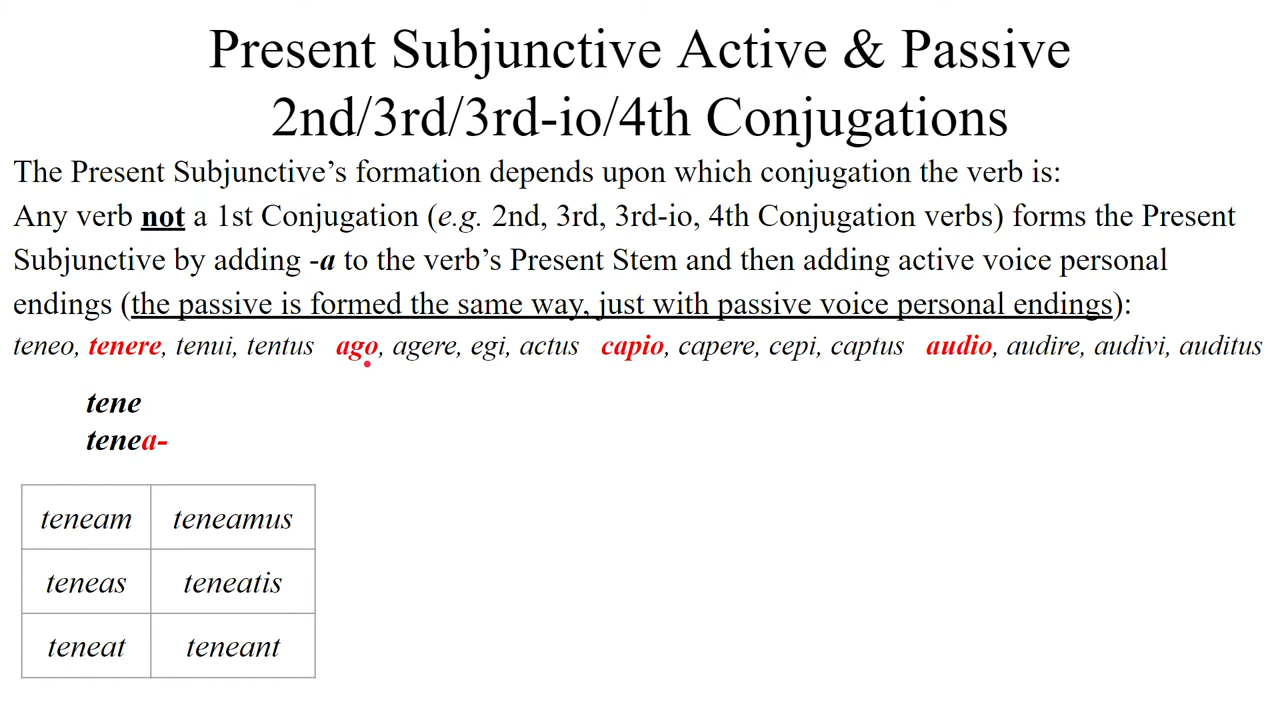 Present Subjunctive Active & Passive
2nd/3rd/3rd-io/4th Conjugations
The Present Subjunctive’s formation depends upon which conjugation the verb is:
Any verb not a 1st Conjugation (e.g. 2nd, 3rd, 3rd-io, 4th Conjugation verbs) forms the Present
Subjunctive by adding -a to the verb’s Present Stem and then adding active voice personal
endings (the passive is formed the same way, just with passive voice personal endings):
teneo, tenere, tenui, tentus ago, agere, egi, actus capio, capere, cepi, captus audio, audire, audivi, auditus
tene
tenea-
teneam teneamus
teneas teneatis
teneat teneant